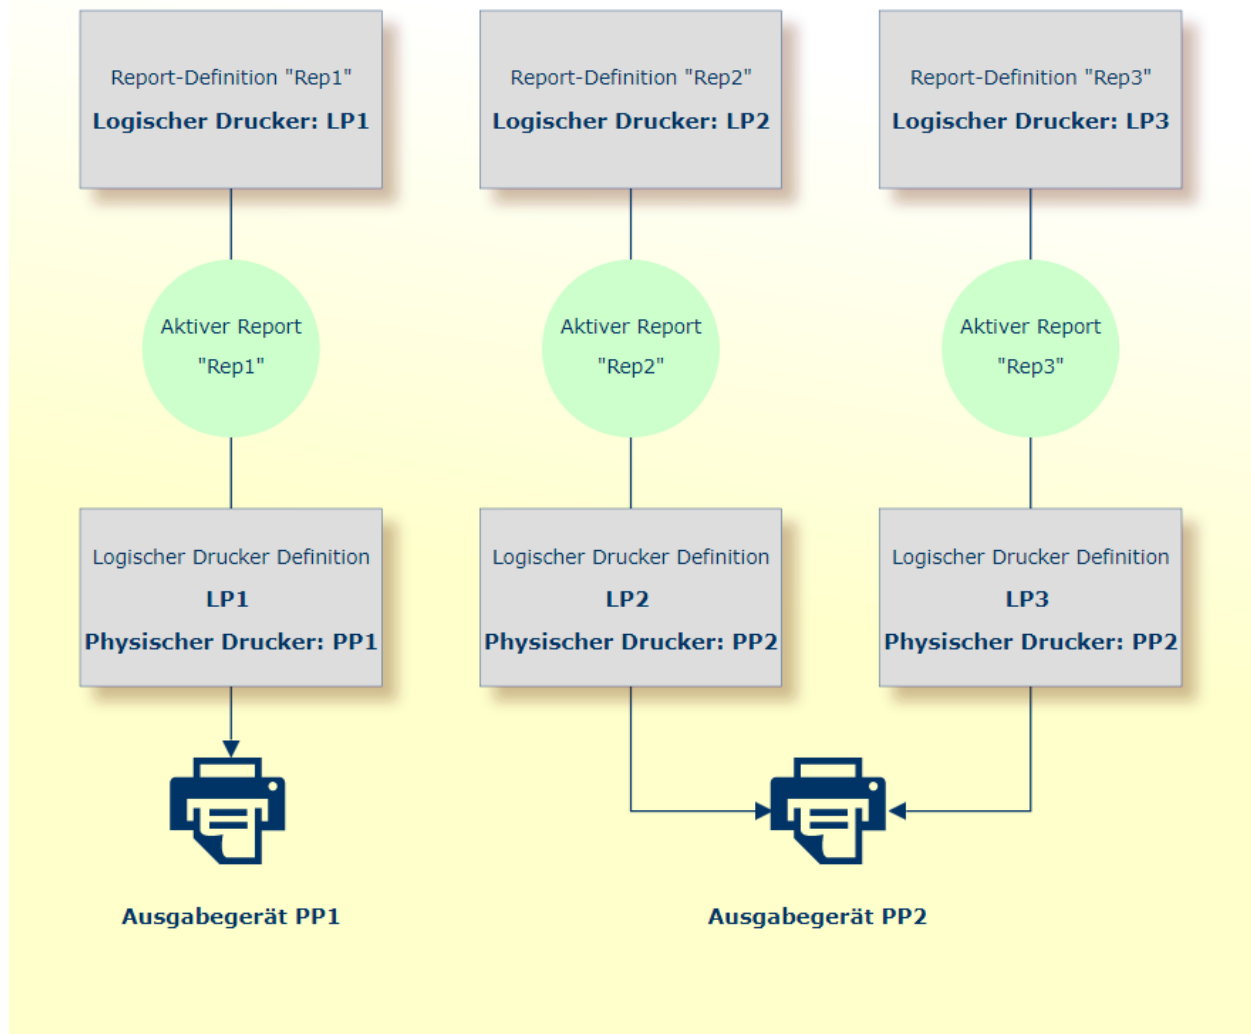 Report-Definition "Rep1"
Logischer Drucker: LP1
Report-Definition "Rep2"
Logischer Drucker: LP2
Report-Definition "Rep3"
Logischer Drucker: LP3
Aktiver Report
"Rep1"
Aktiver Report
"Rep2"
Aktiver Report
"Rep3"
Logischer Drucker Definition
LP1
Physischer Drucker: PP1
Logischer Drucker Definition
LP2
Physischer Drucker: PP2
Logischer Drucker Definition
LP3
Physischer Drucker: PP2
Ausgabegerät PP1
Ausgabegerät PP2